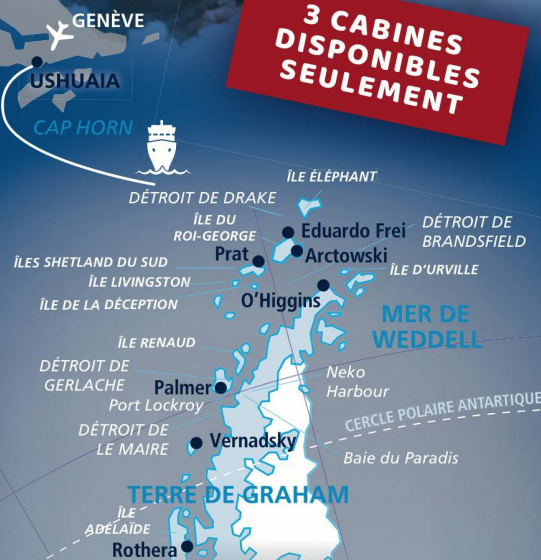 GENÈVE
3 CABINES
DISPONIBLES
SEULEMENT
USHUAIA
CAP HORN
ÎLE ÉLÉPHANT
DÉTROIT DE DRAKE
ÎLE DU
ROI-GEORGE
Eduardo Frei
DÉTROIT DE
BRANDSFIELD
Prat
Arctowski
ÎLES SHETLAND DU SUD
ÎLE D'URVILLE
ÎLE LIVINGSTON
ÎLE DE LA DÉCEPTION
O'Higgins
MER DE
WEDDELL
ÎLE RENAUD
DÉTROIT DE
GERLACHE
Palmer
Neko
Harbour
Port Lockroy
CERCLE POLAIRE ANTARTIQUE
DÉTROIT DE
LE MAIRE
Vernadsky
Baie du Paradis
TERRE DE GRAHAM
ÎLE
ADÉLAÏDE
Rothera